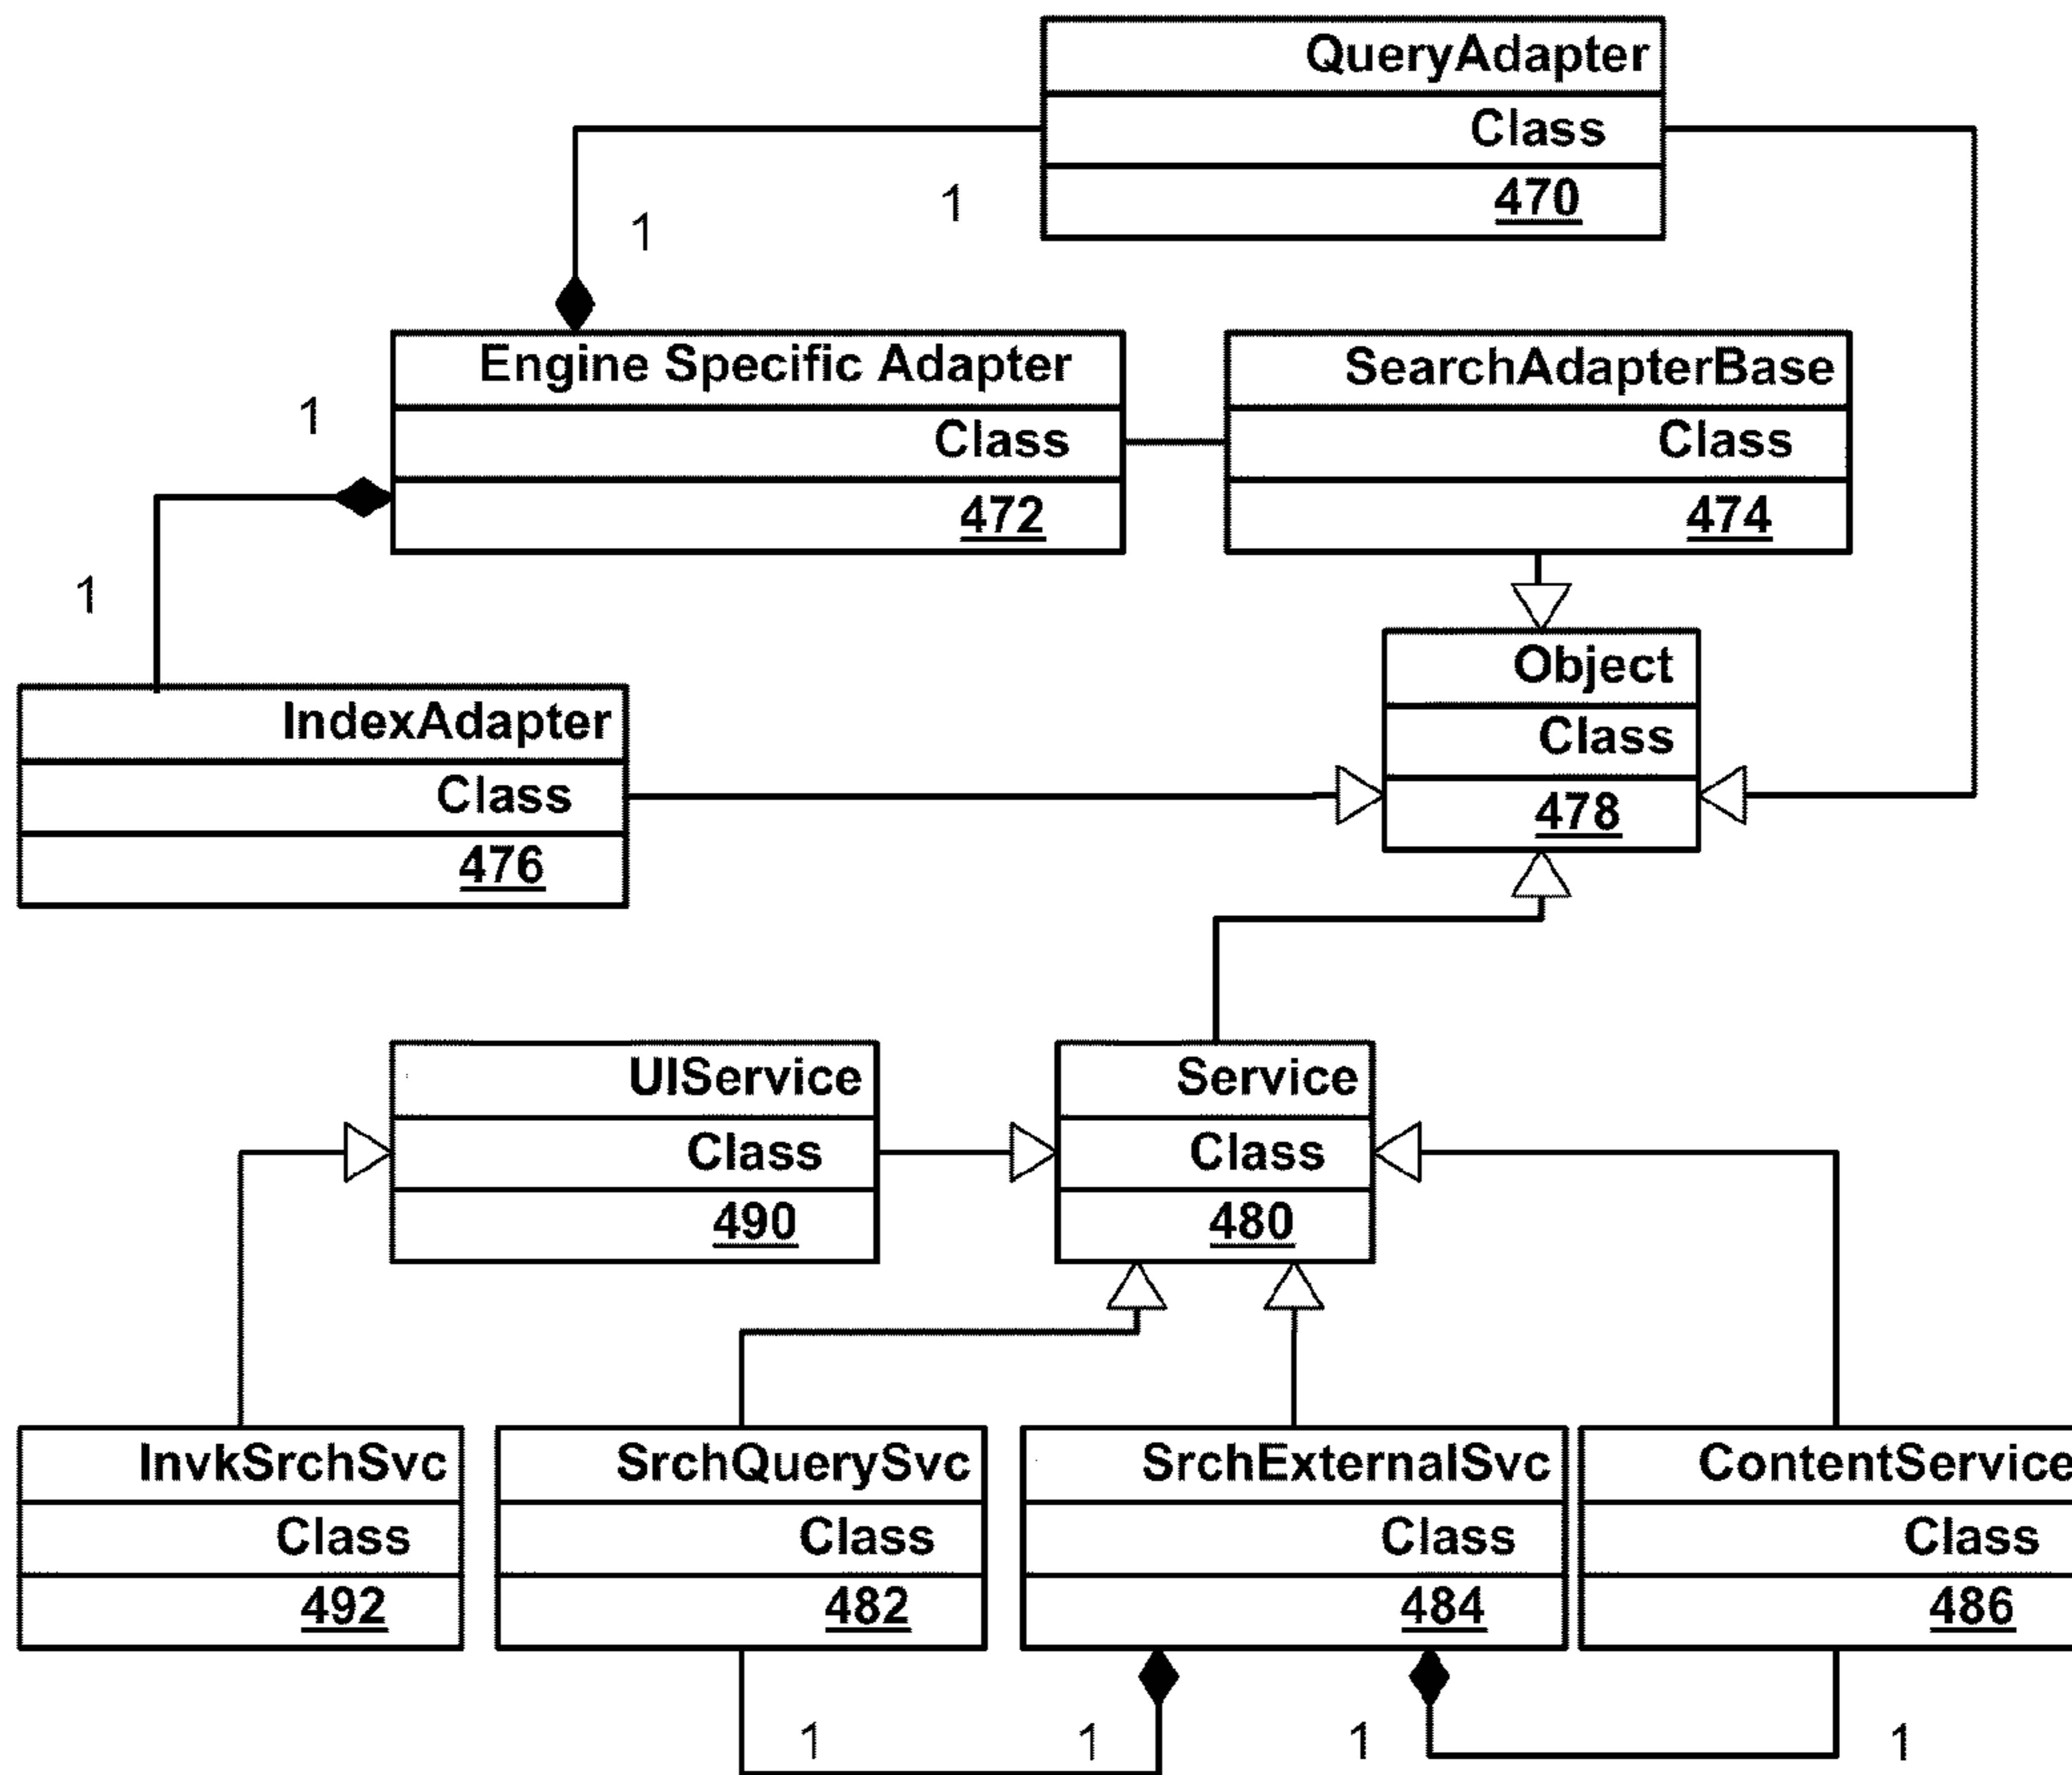 QueryAdapter
Class
470
1
1
Engine Specific Adapter
Class
472
SearchAdapterBase
Class
474
1
1
IndexAdapter
Class
476
Object
Class
478
UIService
Class
490
Service
Class
480
InvkSrchSvc
Class
492
SrchQuerySvc
Class
482
SrchExternalSvc
Class
484
ContentService
Class
486
1
1
1
1